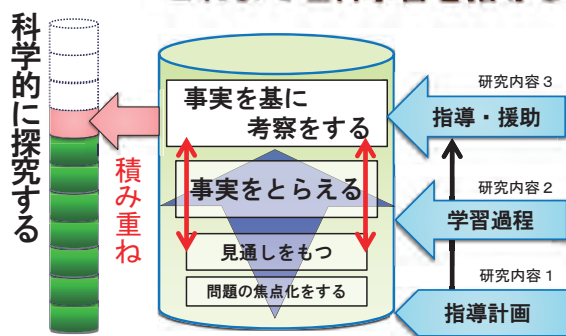 科学的に探究する
積み重ね
事実を基に
考察をする
事実をとらえる
見通しをもつ
問題の焦点化をする
研究内容3
指導・援助
研究内容2
学習過程
研究内容1
指導計画